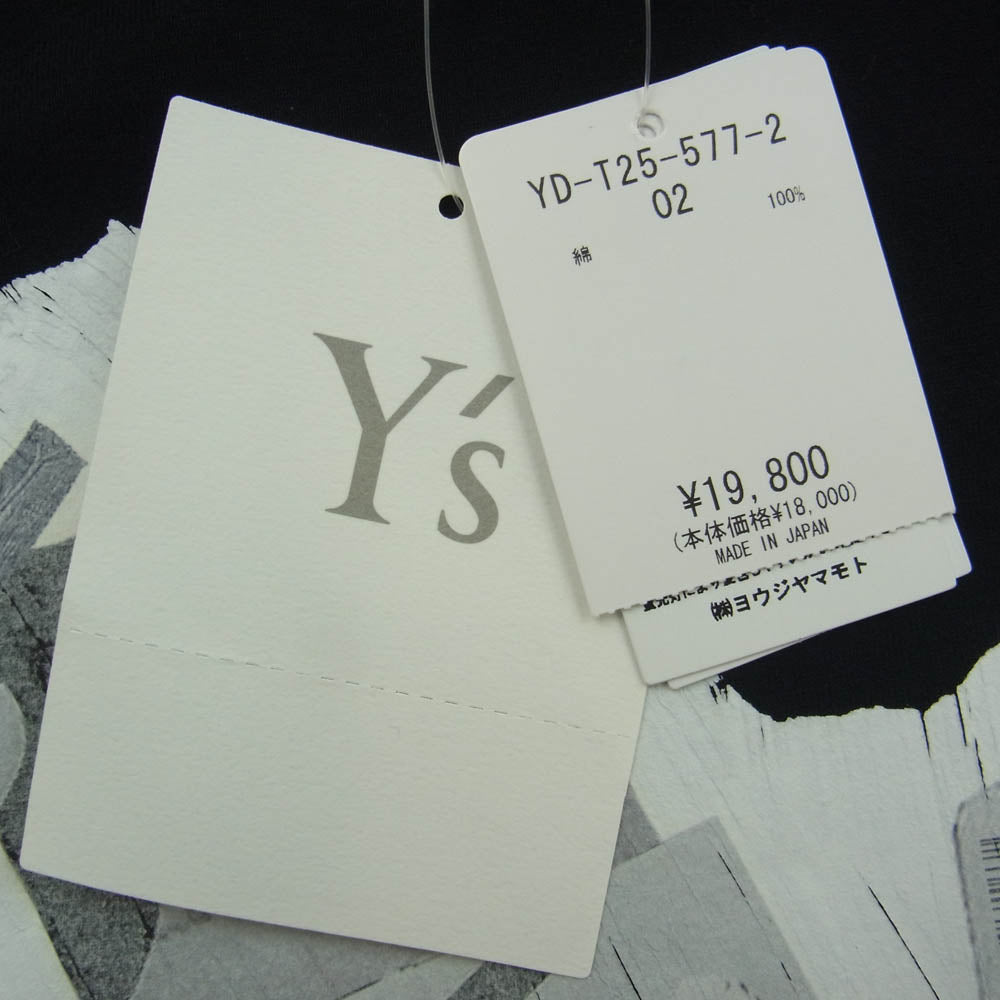 Y's
YD-T25-577-2
02
綿 100%
¥19,800
(本体価格¥18,000)
MADE IN JAPAN
㈱ヨウジヤマモト